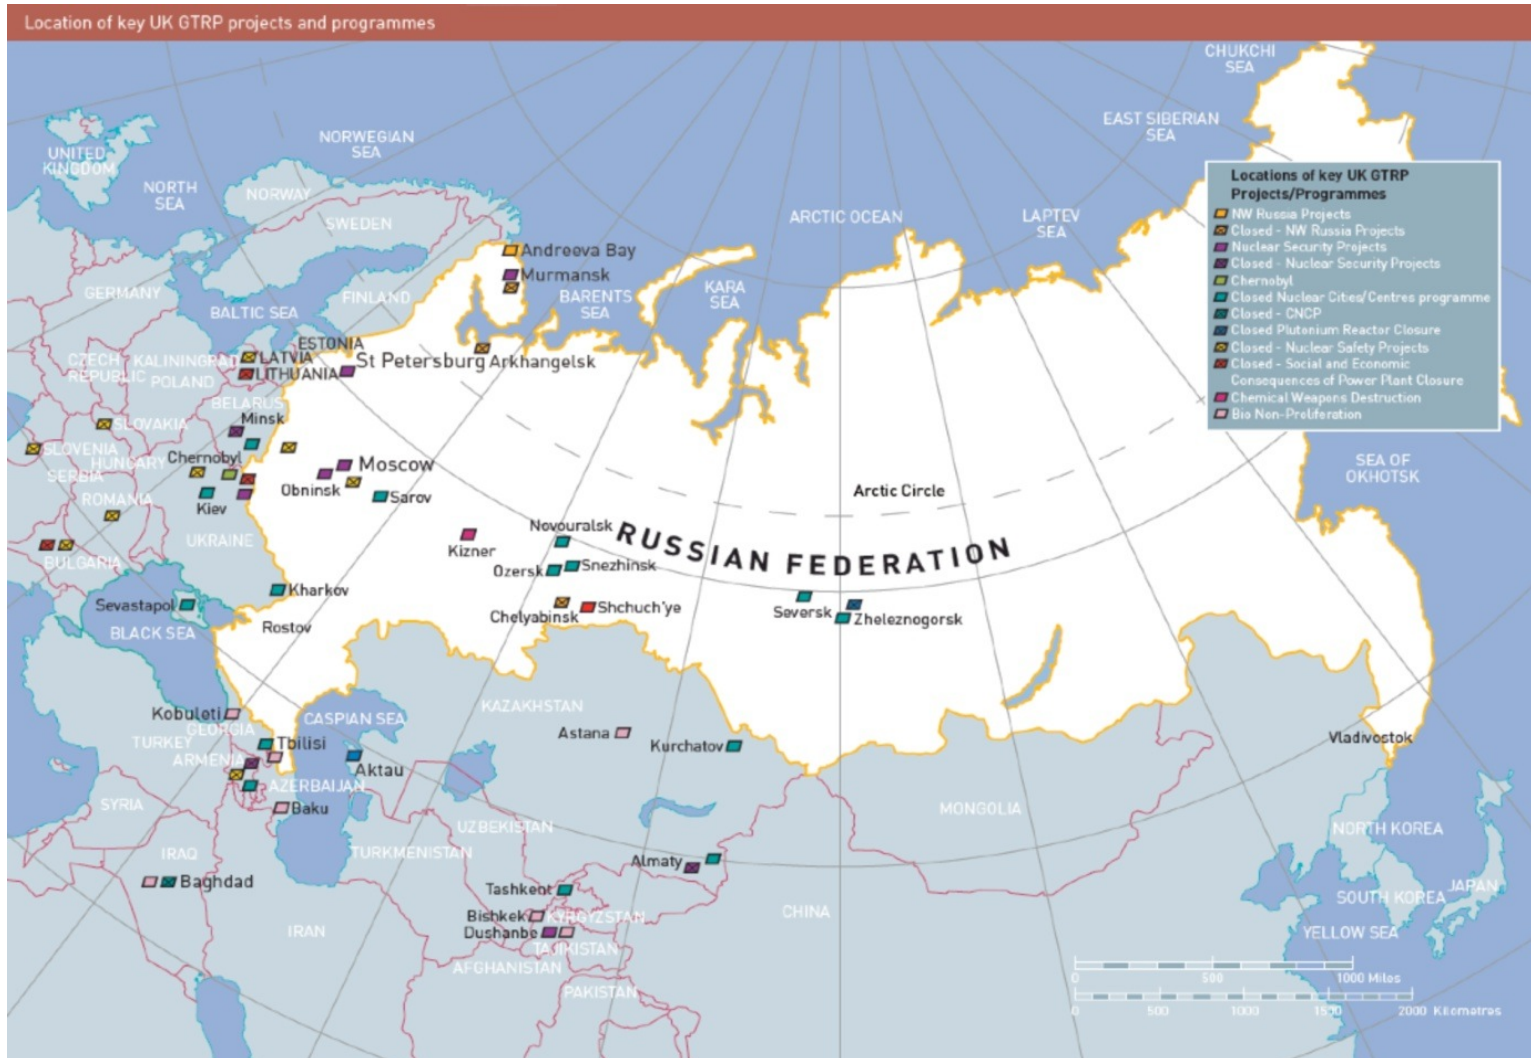 Location of key UK GTRP projects and programmes
CHUKCHI
SEA
EAST SIBERIAN
SEA
NORWEGIAN
SEA
UNITED
KINGDOM
NORTH
SEA
NORWAY
SWEDEN
ARCTIC OCEAN
LAPTEV
SEA
Locations of key UK GTRP
Projects/Programmes
NW Russia Projects
Closed - NW Russia Projects
Nuclear Security Projects
Closed - Nuclear Security Projects
Chernobyl
Closed Nuclear Cities/Centres programme
Closed - CNCP
Closed Plutonium Reactor Closure
Closed - Nuclear Safety Projects
Closed - Social and Economic
Consequences of Power Plant Closure
Chemical Weapons Destruction
Bio Non-Proliferation
Andreeva Bay
Murmansk
BARENTS
SEA
KARA
SEA
GERMANY
FINLAND
BALTIC SEA
ESTONIA
LATVIA
LITHUANIA
St Petersburg
Arkhangelsk
CZECH
REPUBLIC
KALININGRAD
POLAND
BELARUS
Minsk
SLOVAKIA
SLOVENIA
HUNGARY
SERBIA
Chernobyl
Moscow
Obninsk
Sarov
ROMANIA
Kiev
UKRAINE
BULGARIA
SEA OF
OKHOTSK
Arctic Circle
Novouralsk
RUSSIAN FEDERATION
Kizner
Ozersk
Snezhinsk
Chelyabinsk
Shchuch'ye
Seversk
Zheleznogorsk
Kharkov
Sevastapol
BLACK SEA
Rostov
Kobuleti
GEORGIA
CASPIAN SEA
KAZAKHSTAN
Astana
Kurchatov
Vladivostok
TURKEY
Tbilisi
ARMENIA
AZERBAIJAN
Aktau
Baku
SYRIA
MONGOLIA
UZBEKISTAN
NORTH KOREA
IRAQ
TURKMENISTAN
Almaty
Baghdad
Tashkent
SOUTH KOREA
JAPAN
CHINA
Bishkek
KYRGYZSTAN
IRAN
Dushanbe
TAJIKISTAN
YELLOW SEA
AFGHANISTAN
PAKISTAN
0 500 1000 Miles
0 500 1000 1500 2000 Kilometres